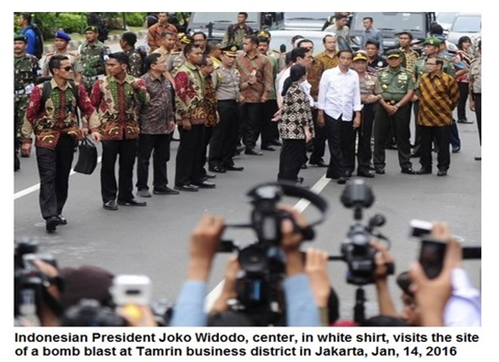 Indonesian President Joko Widodo, center, in white shirt, visits the site
of a bomb blast at Tamrin business district in Jakarta, Jan, 14, 2016